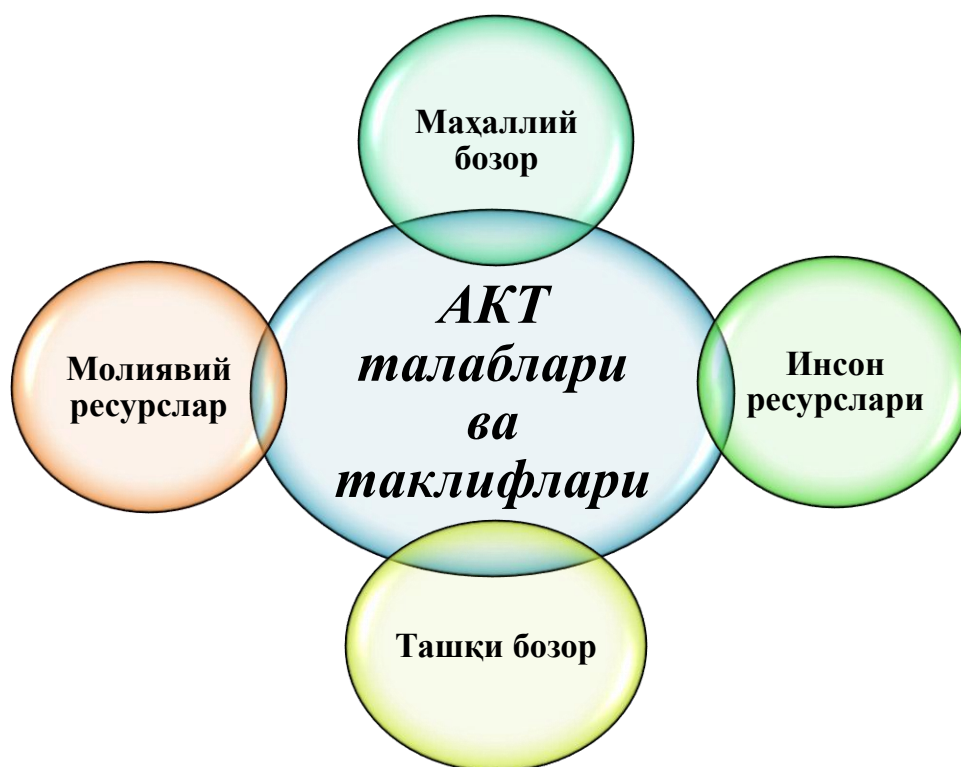 Маҳаллий
бозор
АКТ
талаблари
ва
таклифлари
Молиявий
ресурслар
Инсон
ресурслари
Ташқи бозор